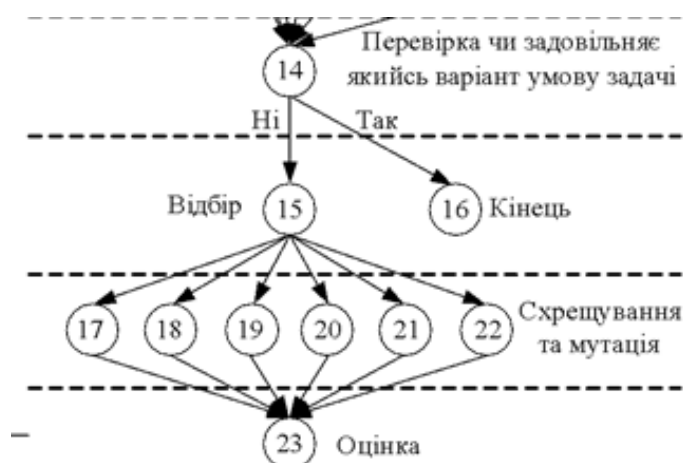 Перевірка чи задовільняє
14
якийсь варіант умову задачі
Ні
Так
Відбір
15
16
Кінець
17
18
19
20
21
22
Схрещування
та мутація
23
Оцінка